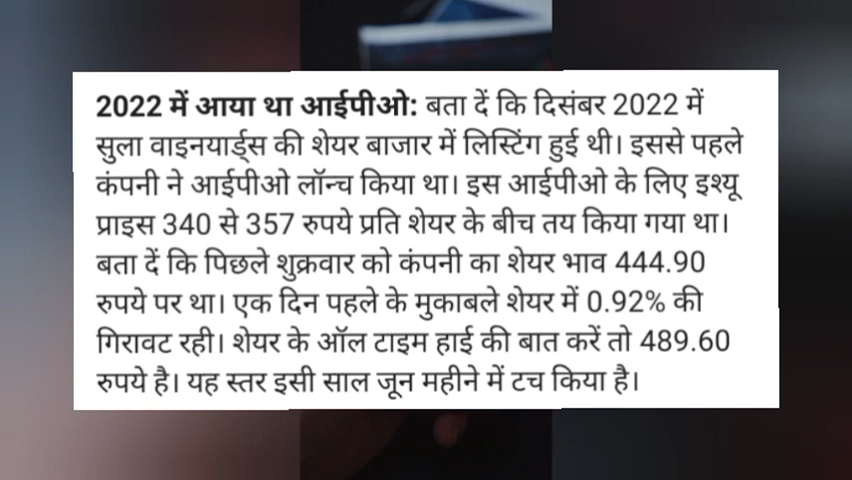 2022 में आया था आईपीओ: बता दें कि दिसंबर 2022 में
सुला वाइनयार्ड्स की शेयर बाजार में लिस्टिंग हुई थी। इससे पहले
कंपनी ने आईपीओ लॉन्च किया था। इस आईपीओ के लिए इश्यू
प्राइस 340 से 357 रुपये प्रति शेयर के बीच तय किया गया था।
बता दें कि पिछले शुक्रवार को कंपनी का शेयर भाव 444.90
रुपये पर था। एक दिन पहले के मुकाबले शेयर में 0.92% की
गिरावट रही। शेयर के ऑल टाइम हाई की बात करें तो 489.60
रुपये है। यह स्तर इसी साल जून महीने में टच किया है।